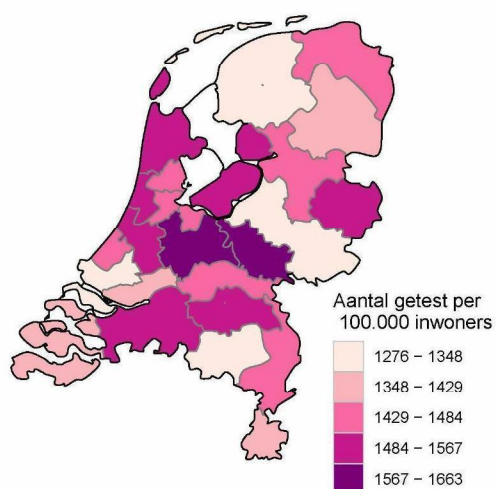 Aantal getest per
100.000 inwoners
1276 – 1348
1348 – 1429
1429 – 1484
1484 – 1567
1567 – 1663